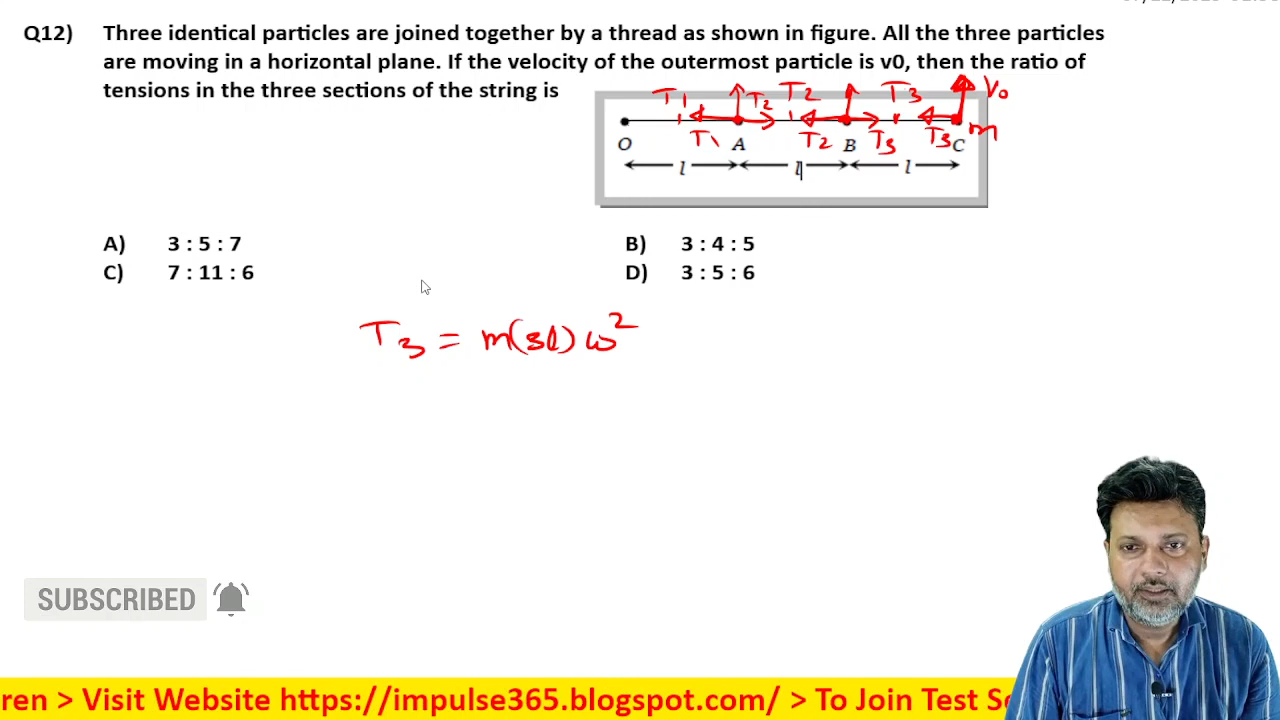 Q12) Three identical particles are joined together by a thread as shown in figure. All the three particles
are moving in a horizontal plane. If the velocity of the outermost particle is v0, then the ratio of
tensions in the three sections of the string is
T1 T2 T2 T3 V0
T1 T2 T3 T3 m
O A B C
l l l
A) 3 : 5 : 7 B) 3 : 4 : 5
C) 7 : 11 : 6 D) 3 : 5 : 6
T3 = m(3l) ω²
SUBSCRIBED
ren > Visit Website https://impulse365.blogspot.com/ > To Join Test